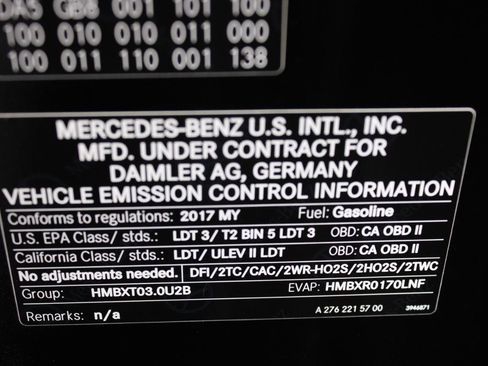 DAS GB6 001 101 100
100 010 010 011 000
100 011 110 001 138
MERCEDES-BENZ U.S. INTL., INC.
MFD. UNDER CONTRACT FOR
DAIMLER AG, GERMANY
VEHICLE EMISSION CONTROL INFORMATION
Conforms to regulations: 2017 MY Fuel: Gasoline
U.S. EPA Class/ stds.: LDT 3/ T2 BIN 5 LDT 3 OBD: CA OBD II
California Class/ stds.: LDT/ ULEV II LDT OBD: CA OBD II
No adjustments needed. DFI/2TC/CAC/2WR-HO2S/2HO2S/2TWC
Group: HMBXT03.0U2B EVAP: HMBXR0170LNF
Remarks: n/a A 276 221 57 00 3946871